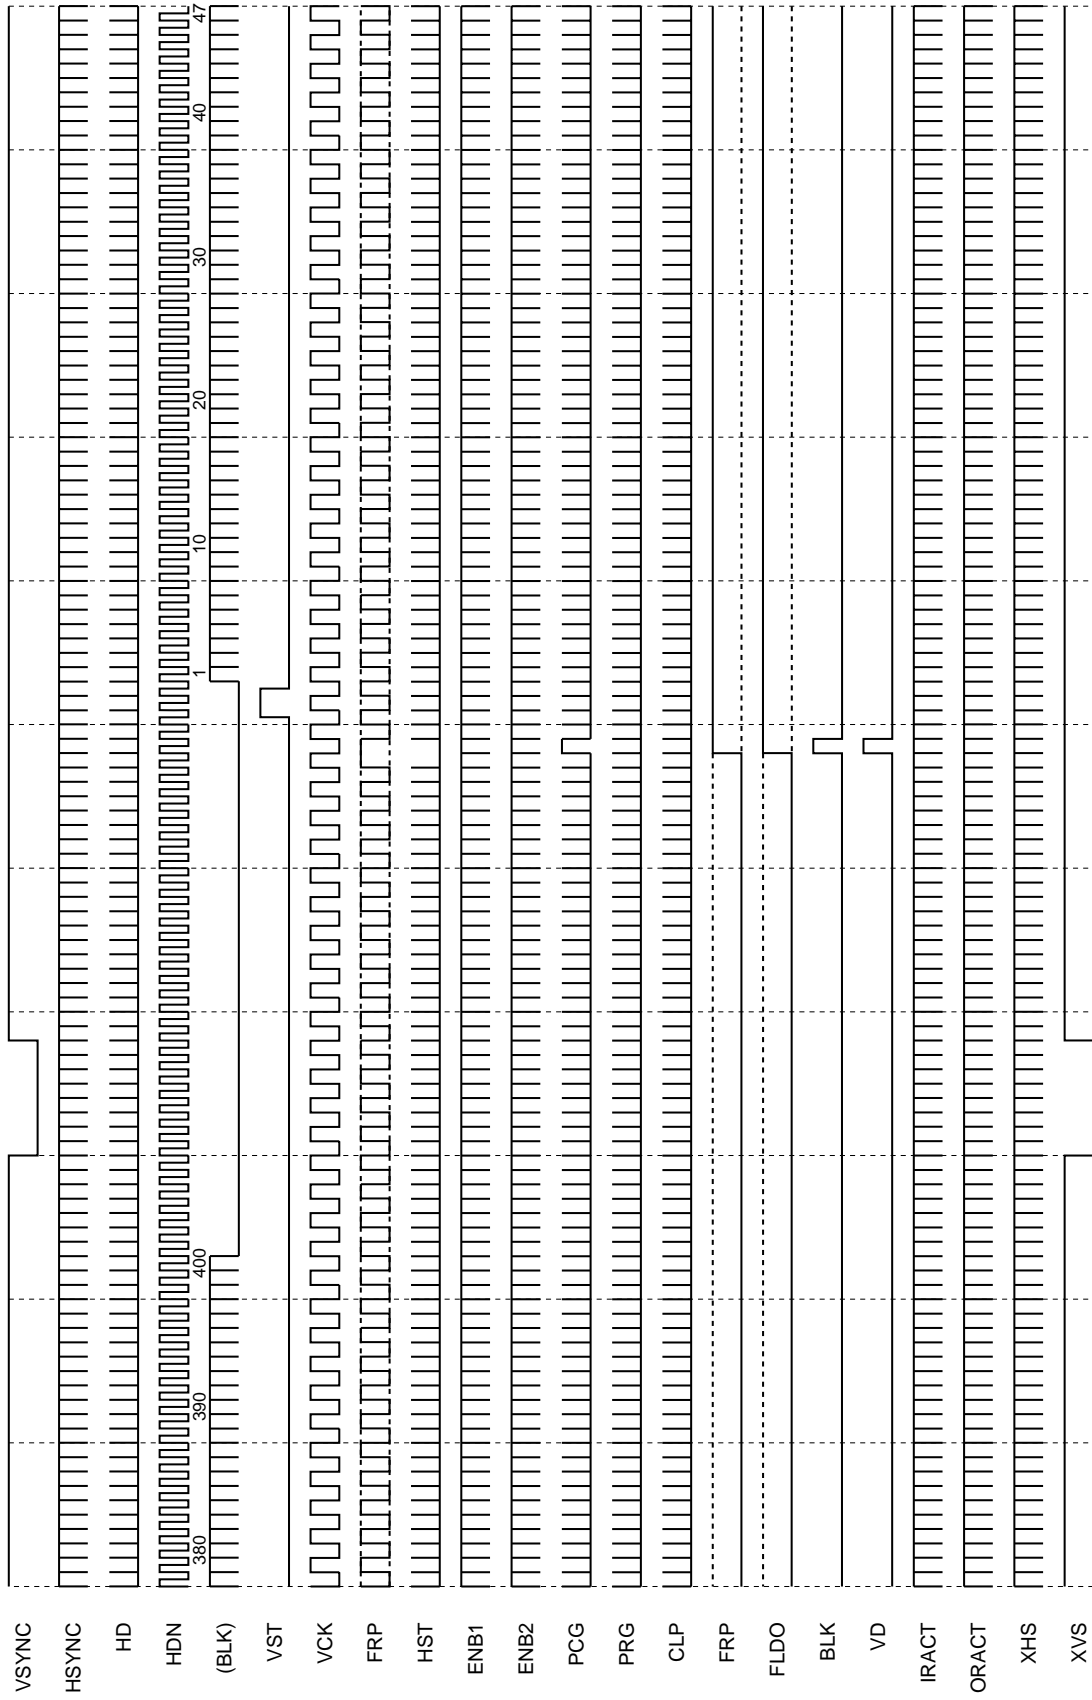 VSYNC
HSYNC
HD
HDN
380 390 400 1 10 20 30 40 47
(BLK)
VST
VCK
FRP
HST
ENB1
ENB2
PCG
PRG
CLP
FRP
FLDO
BLK
VD
IRACT
ORACT
XHS
XVS